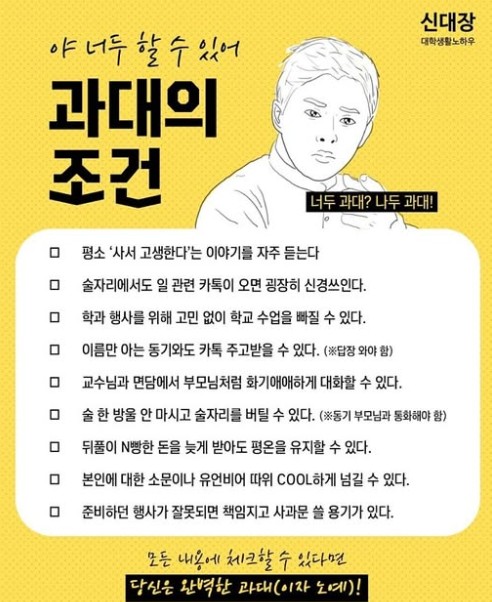 신대장
대학생활노하우
야 너두 할 수 있어
과대의
조건
너두 과대? 나두 과대!
평소 ‘사서 고생한다’는 이야기를 자주 듣는다
술자리에서도 일 관련 카톡이 오면 굉장히 신경쓰인다.
학과 행사를 위해 고민 없이 학교 수업을 빠질 수 있다.
이름만 아는 동기와도 카톡 주고받을 수 있다. (※답장 와야 함)
교수님과 면담에서 부모님처럼 화기애애하게 대화할 수 있다.
술 한 방울 안 마시고 술자리를 버틸 수 있다. (※동기 부모님과 통화해야 함)
뒤풀이 N빵한 돈을 늦게 받아도 평온을 유지할 수 있다.
본인에 대한 소문이나 유언비어 따위 COOL하게 넘길 수 있다.
준비하던 행사가 잘못되면 책임지고 사과문 쓸 용기가 있다.
모든 내용에 체크할 수 있다면
당신은 완벽한 과대(이자 노예)!